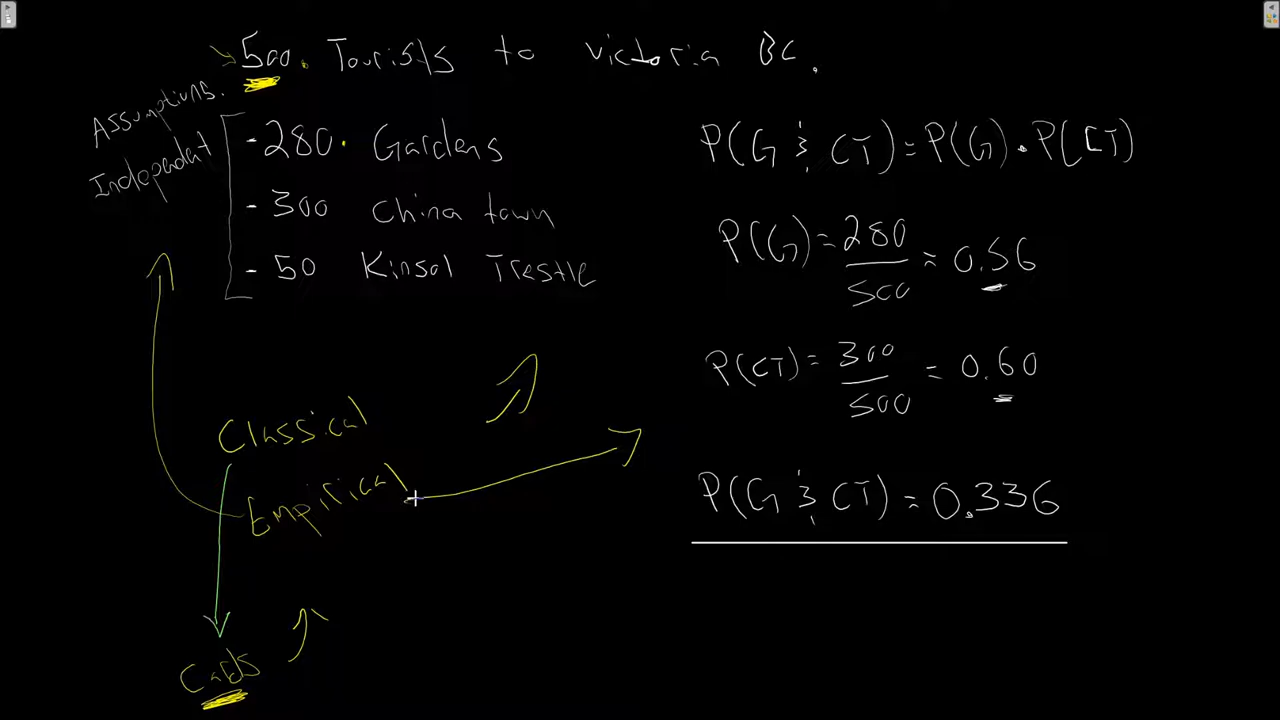 500. Tourists to Victoria BC.
Assumptions.
Independat
- 280. Gardens
- 300 China town
- 50 Kinsol Trestle
Classical
Empirical
Cards
P(G & CT) = P(G) . P(CT)
P(G) = 280/500 = 0.56
P(CT) = 300/500 = 0.60
P(G & CT) = 0.336